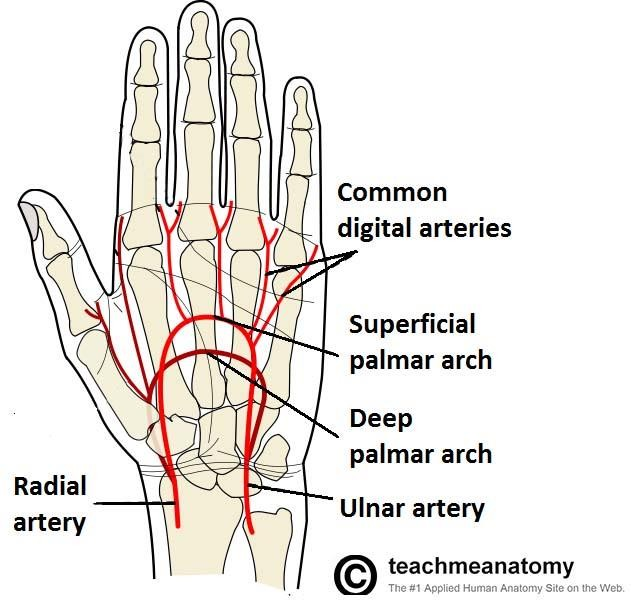 Common
digital arteries
Superficial
palmar arch
Deep
palmar arch
Radial
artery
Ulnar artery
© teachmeanatomy
The #1 Applied Human Anatomy Site on the Web.